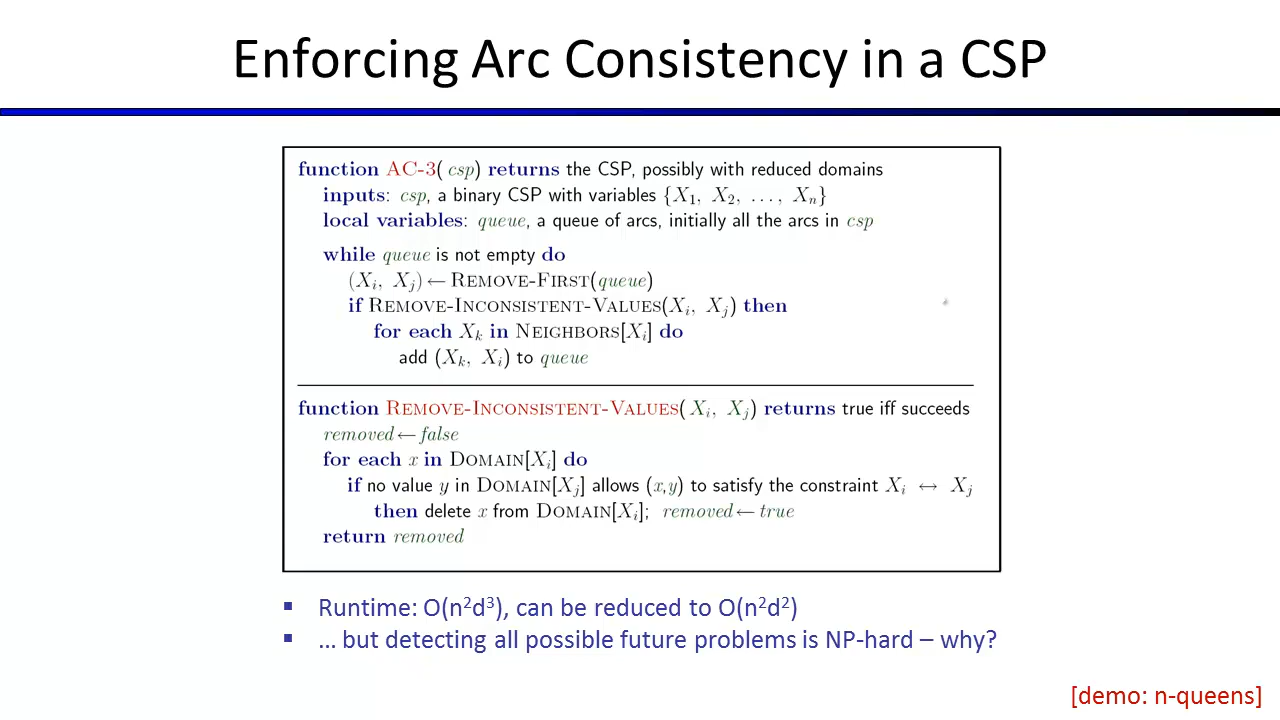 Enforcing Arc Consistency in a CSP
function AC-3( csp) returns the CSP, possibly with reduced domains
inputs: csp, a binary CSP with variables {X₁, X₂, ..., Xₙ}
local variables: queue, a queue of arcs, initially all the arcs in csp
while queue is not empty do
(Xᵢ, Xⱼ) ← REMOVE-FIRST(queue)
if REMOVE-INCONSISTENT-VALUES(Xᵢ, Xⱼ) then
for each Xₖ in NEIGHBORS[Xᵢ] do
add (Xₖ, Xᵢ) to queue
function REMOVE-INCONSISTENT-VALUES( Xᵢ, Xⱼ) returns true iff succeeds
removed ← false
for each x in DOMAIN[Xᵢ] do
if no value y in DOMAIN[Xⱼ] allows (x,y) to satisfy the constraint Xᵢ ↔ Xⱼ
then delete x from DOMAIN[Xᵢ]; removed ← true
return removed
▪ Runtime: O(n²d³), can be reduced to O(n²d²)
▪ ... but detecting all possible future problems is NP-hard – why?
[demo: n-queens]